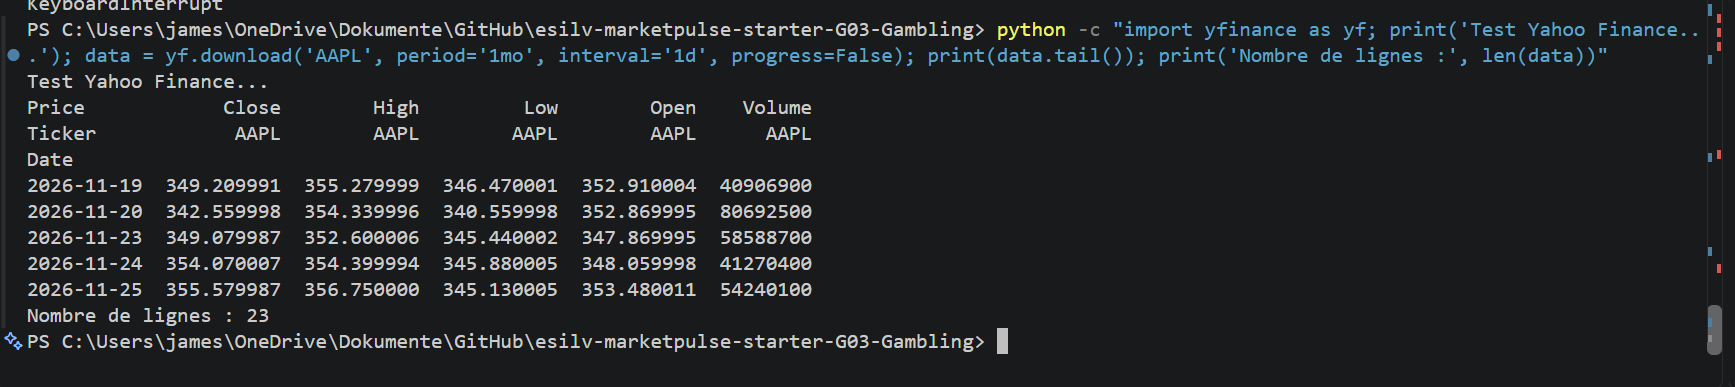 KeyboardInterrupt
PS C:\Users\james\OneDrive\Dokumente\GitHub\esilv-marketpulse-starter-G03-Gambling> python -c "import yfinance as yf; print('Test Yahoo Finance..
.'); data = yf.download('AAPL', period='1mo', interval='1d', progress=False); print(data.tail()); print('Nombre de lignes :', len(data))"
Test Yahoo Finance...
Price Close High Low Open Volume
Ticker AAPL AAPL AAPL AAPL AAPL
Date
2026-11-19 349.209991 355.279999 346.470001 352.910004 40906900
2026-11-20 342.559998 354.339996 340.559998 352.869995 80692500
2026-11-23 349.079987 352.600006 345.440002 347.869995 58588700
2026-11-24 354.070007 354.399994 345.880005 348.059998 41270400
2026-11-25 355.579987 356.750000 345.130005 353.480011 54240100
Nombre de lignes : 23
PS C:\Users\james\OneDrive\Dokumente\GitHub\esilv-marketpulse-starter-G03-Gambling>